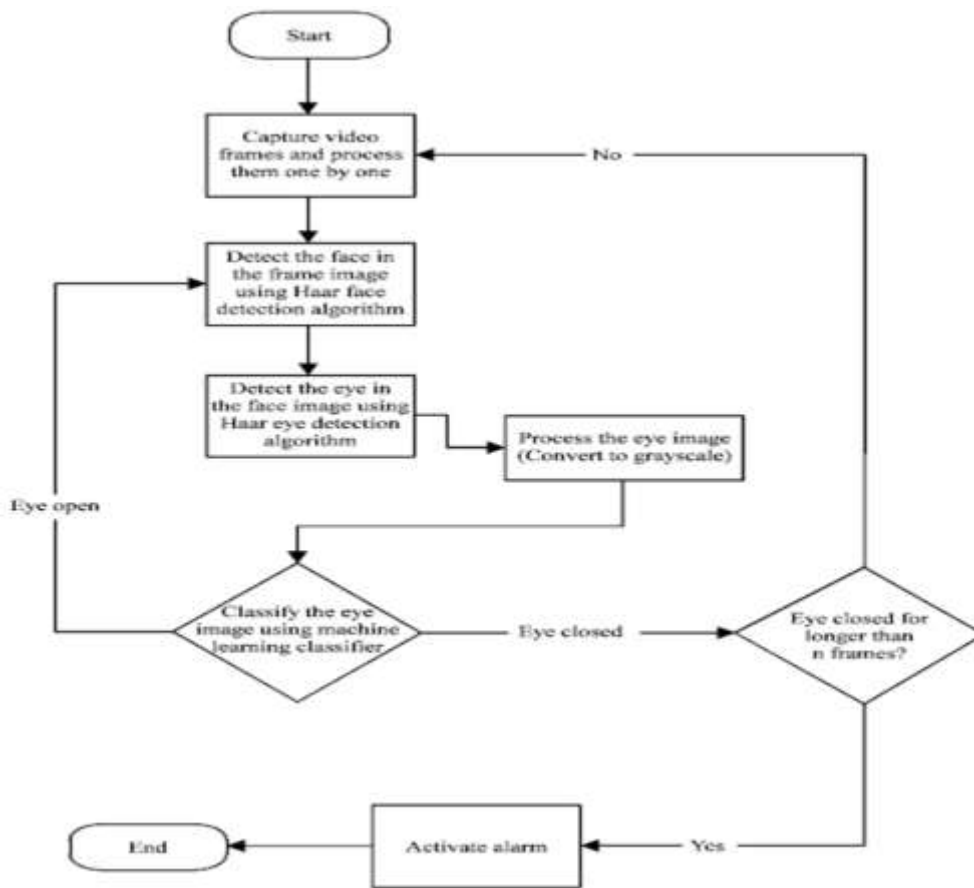 Start
Capture video
frames and process
them one by one
No
Detect the face in
the frame image
using Haar face
detection algorithm
Detect the eye in
the face image using
Haar eye detection
algorithm
Process the eye image
(Convert to grayscale)
Eye open
Classify the eye
image using machine
learning classifier
Eye closed
Eye closed for
longer than
n frames?
End
Activate alarm
Yes